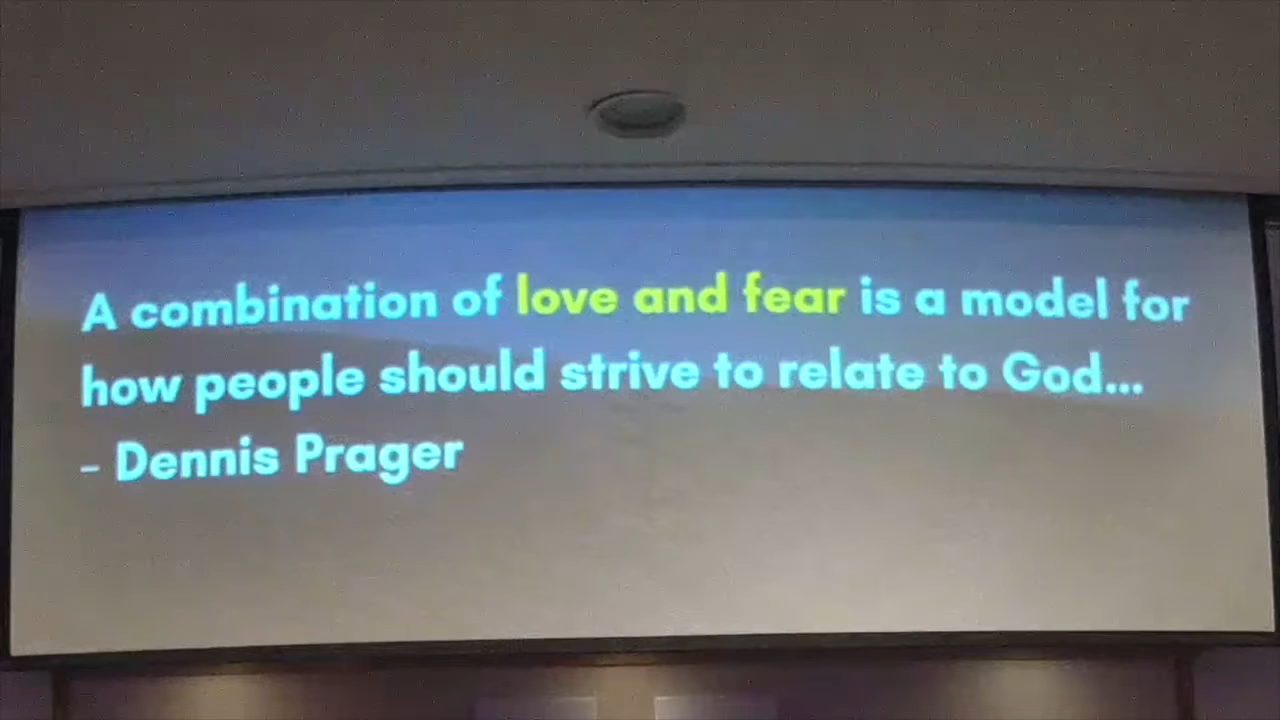 A combination of love and fear is a model for
how people should strive to relate to God...
- Dennis Prager